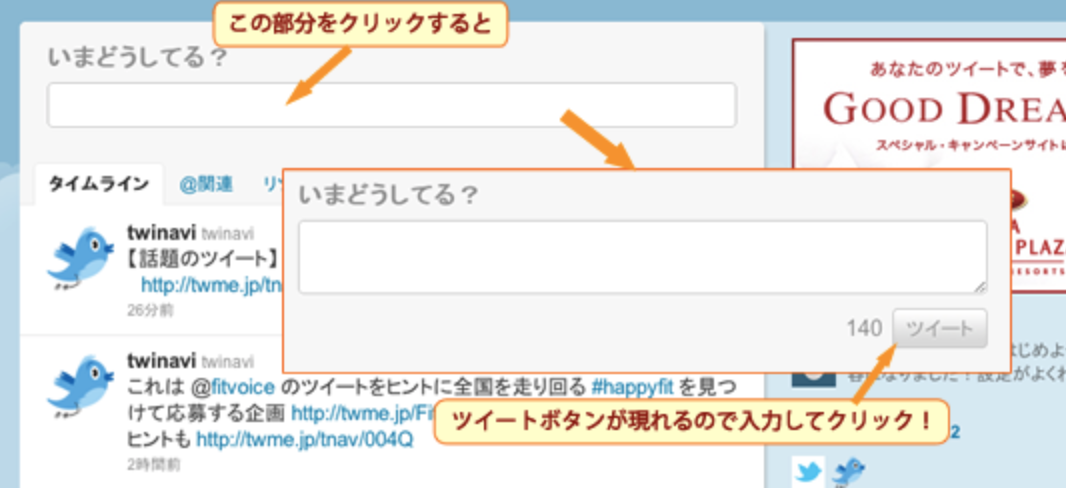 この部分をクリックすると
いまどうしてる？
タイムライン @関連
twinavi twinavi
【話題のツイート】
http://twme.jp/tn
26分前
twinavi twinavi
これは @fitvoice のツイートをヒントに全国を走り回る #happyfit を見つ
けて応募する企画 http://twme.jp/Fi
ヒントも http://twme.jp/tnav/004Q
2時間前
いまどうしてる？
140 ツイート
ツイートボタンが現れるので入力してクリック！
あなたのツイートで、夢を
GOOD DREA
スペシャル・キャンペーンサイトは
A
PLAZ
RESORTS
はじめよ
容になりました！設定がよくわ
2